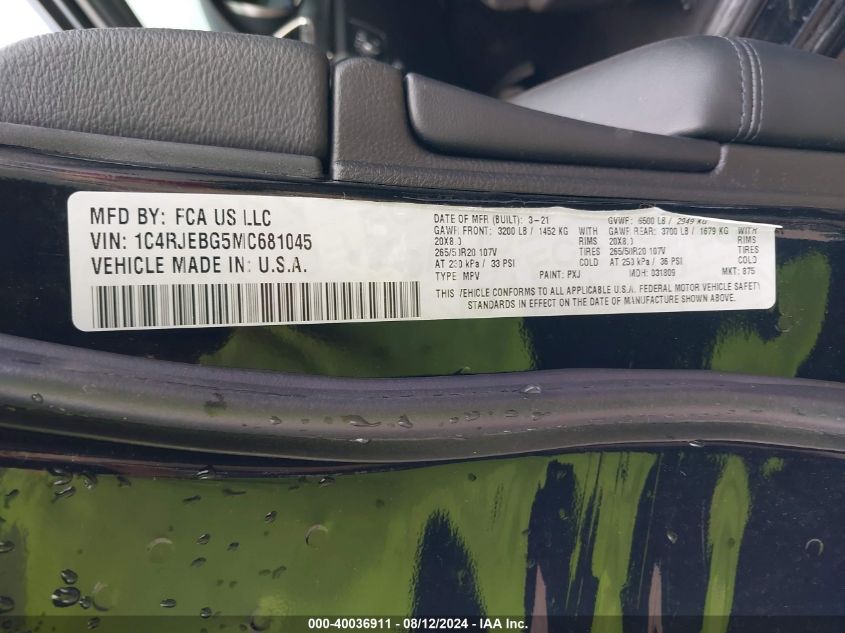 MFD BY: FCA US LLC
VIN: 1C4RJEBG5MC681045
VEHICLE MADE IN: U.S.A.
DATE OF MFR (BUILT): 3-21 GVWR: 6500 LB / 2949 KG
GAWR FRONT: 3200 LB / 1452 KG WITH GAWR REAR: 3700 LB / 1679 KG WITH
20X8.0 RIMS 20X8.0 RIMS
265/50R20 107V TIRES 265/50R20 107V TIRES
AT 230 kPa / 33 PSI COLD AT 250 kPa / 36 PSI COLD
TYPE: MPV PAINT: PXJ MDH: 031809 MKT: 875
THIS VEHICLE CONFORMS TO ALL APPLICABLE U.S.A. FEDERAL MOTOR VEHICLE SAFETY
STANDARDS IN EFFECT ON THE DATE OF MANUFACTURE SHOWN ABOVE.
000-40036911 - 08/12/2024 - IAA Inc.